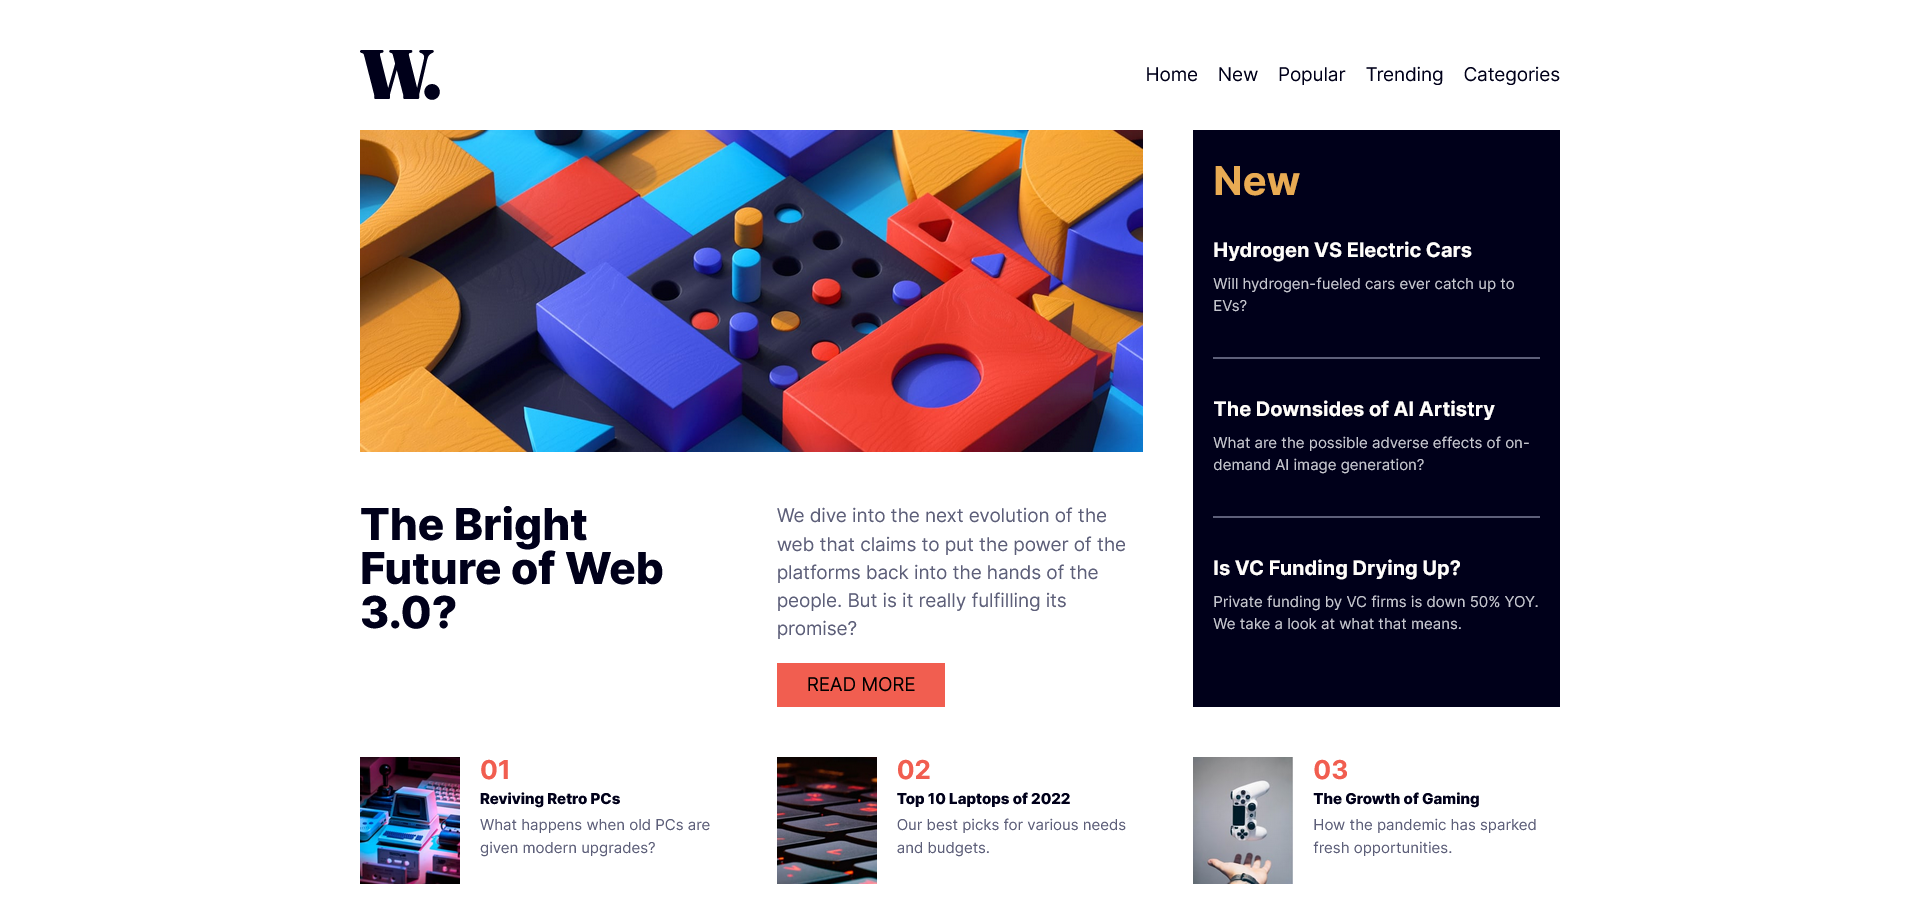 W.
Home New Popular Trending Categories
New
Hydrogen VS Electric Cars
Will hydrogen-fueled cars ever catch up to
EVs?
The Downsides of AI Artistry
What are the possible adverse effects of on-
demand AI image generation?
Is VC Funding Drying Up?
Private funding by VC firms is down 50% YOY.
We take a look at what that means.
The Bright
Future of Web
3.0?
We dive into the next evolution of the
web that claims to put the power of the
platforms back into the hands of the
people. But is it really fulfilling its
promise?
READ MORE
01
Reviving Retro PCs
What happens when old PCs are
given modern upgrades?
02
Top 10 Laptops of 2022
Our best picks for various needs
and budgets.
03
The Growth of Gaming
How the pandemic has sparked
fresh opportunities.